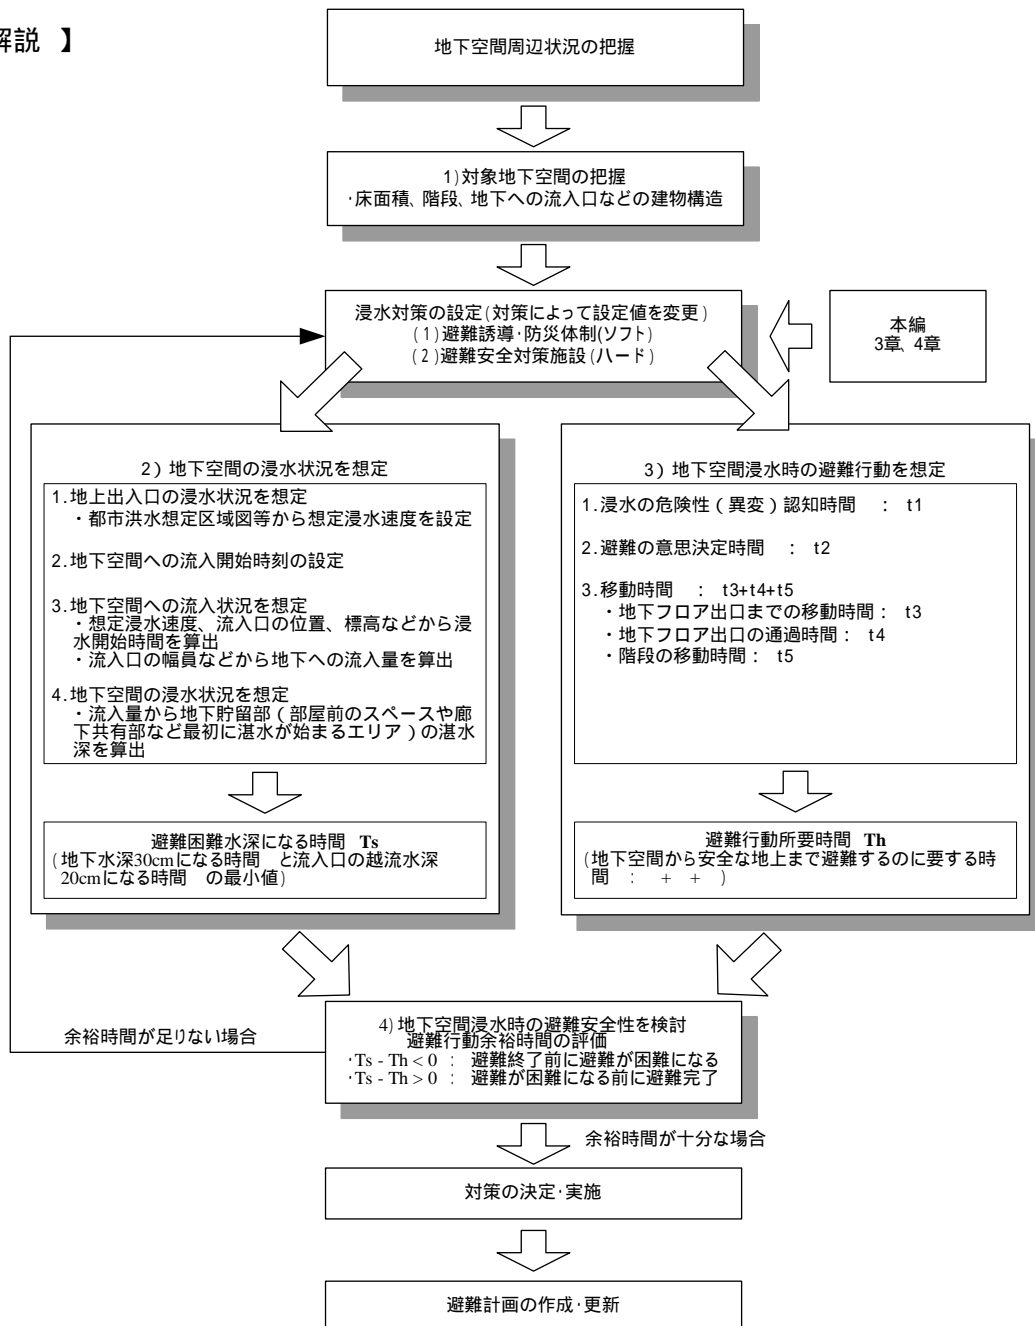 解説 】
地下空間周辺状況の把握
1)対象地下空間の把握
・床面積、階段、地下への流入口などの建物構造
浸水対策の設定(対策によって設定値を変更)
(1)避難誘導・防災体制(ソフト)
(2)避難安全対策施設(ハード)
本編
3章、4章
2) 地下空間の浸水状況を想定
1.地上出入口の浸水状況を想定
・都市洪水想定区域図等から想定浸水速度を設定
2.地下空間への流入開始時刻の設定
3.地下空間への流入状況を想定
・想定浸水速度、流入口の位置、標高などから浸
水開始時間を算出
・流入口の幅員などから地下への流入量を算出
4.地下空間の浸水状況を想定
・流入量から地下貯留部(部屋前のスペースや廊
下共有部など最初に湛水が始まるエリア)の湛水
深を算出
避難困難水深になる時間 Ts
(地下水深30cmになる時間 と流入口の越流水深
20cmになる時間 の最小値)
3) 地下空間浸水時の避難行動を想定
1.浸水の危険性(異変)認知時間 : t1
2.避難の意思決定時間 : t2
3.移動時間 : t3+t4+t5
・地下フロア出口までの移動時間: t3
・地下フロア出口の通過時間: t4
・階段の移動時間: t5
避難行動所要時間 Th
(地下空間から安全な地上まで避難するのに要する時
間 : + + )
4)地下空間浸水時の避難安全性を検討
避難行動余裕時間の評価
・Ts - Th < 0 : 避難終了前に避難が困難になる
・Ts - Th > 0 : 避難が困難になる前に避難完了
余裕時間が足りない場合
余裕時間が十分な場合
対策の決定・実施
避難計画の作成・更新